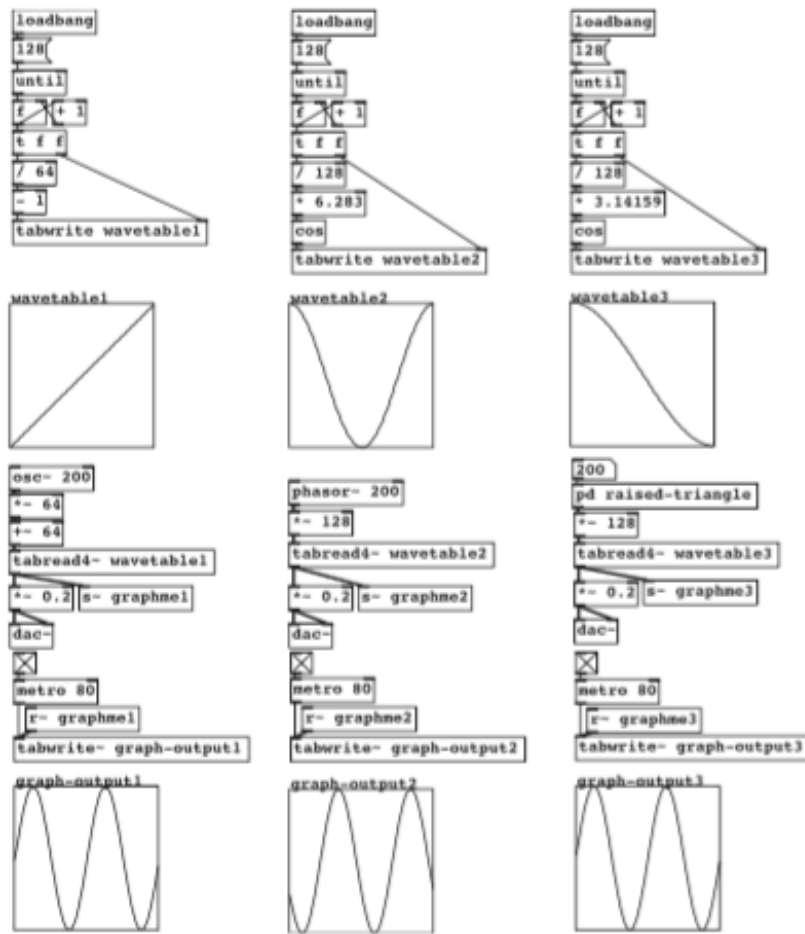 loadbang
128
until
f + 1
t f f
/ 64
- 1
tabwrite wavetable1
wavetable1
osc~ 200
*~ 64
+~ 64
tabread4~ wavetable1
*~ 0.2 s~ graphme1
dac~
metro 80
r~ graphme1
tabwrite~ graph-output1
graph-output1
loadbang
128
until
f + 1
t f f
/ 128
* 6.283
cos
tabwrite wavetable2
wavetable2
phasor~ 200
*~ 128
tabread4~ wavetable2
*~ 0.2 s~ graphme2
dac~
metro 80
r~ graphme2
tabwrite~ graph-output2
graph-output2
loadbang
128
until
f + 1
t f f
/ 128
* 3.14159
cos
tabwrite wavetable3
wavetable3
200
pd raised-triangle
*~ 128
tabread4~ wavetable3
*~ 0.2 s~ graphme3
dac~
metro 80
r~ graphme3
tabwrite~ graph-output3
graph-output3